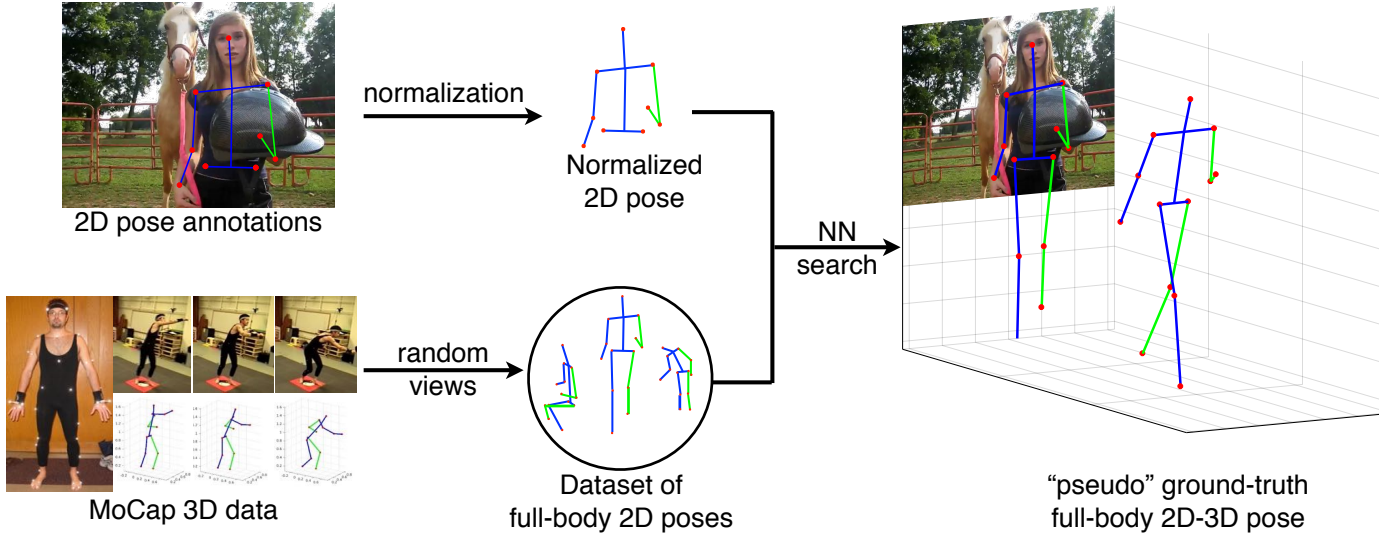 normalization
Normalized
2D pose
2D pose annotations
NN
search
random
views
MoCap 3D data
Dataset of
full-body 2D poses
“pseudo” ground-truth
full-body 2D-3D pose